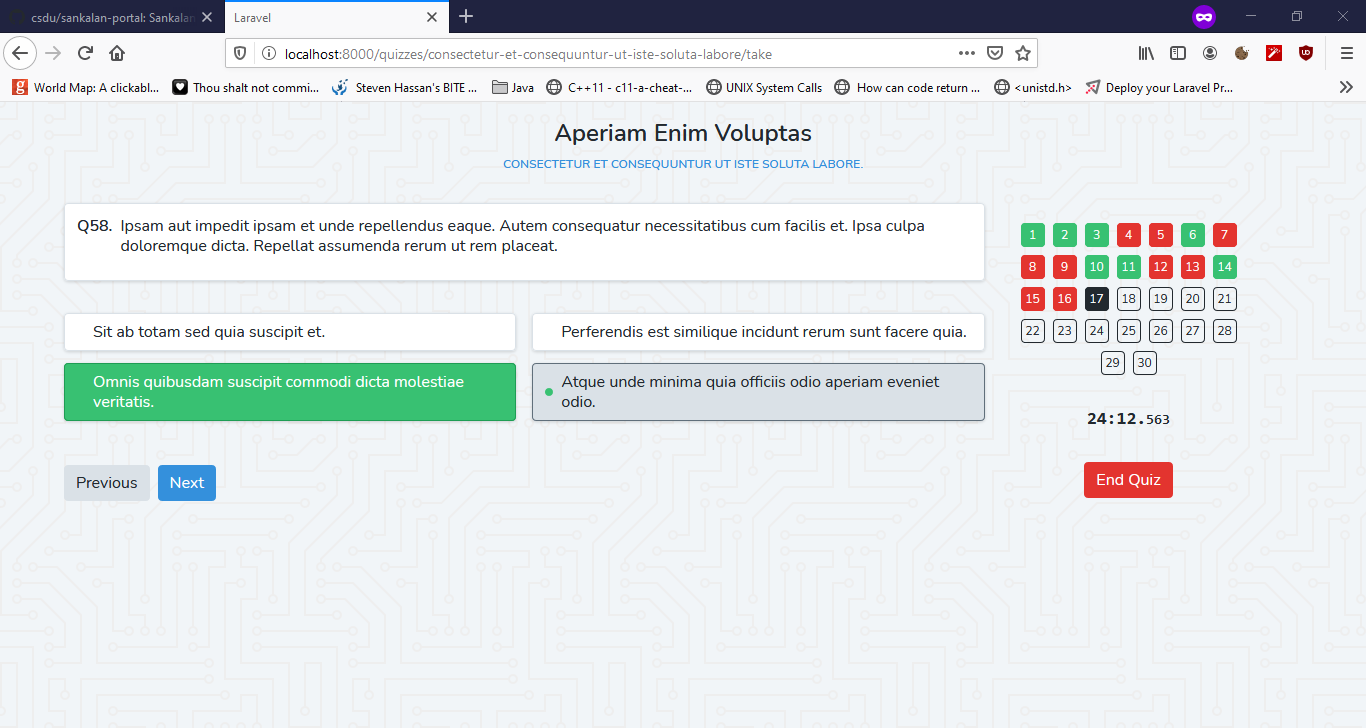 csdu/sankalan-portal: Sankalan
Laravel
localhost:8000/quizzes/consectetur-et-consequuntur-ut-iste-soluta-labore/take
World Map: A clickabl... Thou shalt not commi... Steven Hassan's BITE ... Java C++11 - c11-a-cheat-... UNIX System Calls How can code return ... <unistd.h> Deploy your Laravel Pr...
Aperiam Enim Voluptas
CONSECTETUR ET CONSEQUUNTUR UT ISTE SOLUTA LABORE.
Q58. Ipsam aut impedit ipsam et unde repellendus eaque. Autem consequatur necessitatibus cum facilis et. Ipsa culpa
doloremque dicta. Repellat assumenda rerum ut rem placeat.
Sit ab totam sed quia suscipit et.
Perferendis est similique incidunt rerum sunt facere quia.
Omnis quibusdam suscipit commodi dicta molestiae
veritatis.
Atque unde minima quia officiis odio aperiam eveniet
odio.
Previous Next
1 2 3 4 5 6 7
8 9 10 11 12 13 14
15 16 17 18 19 20 21
22 23 24 25 26 27 28
29 30
24:12.563
End Quiz